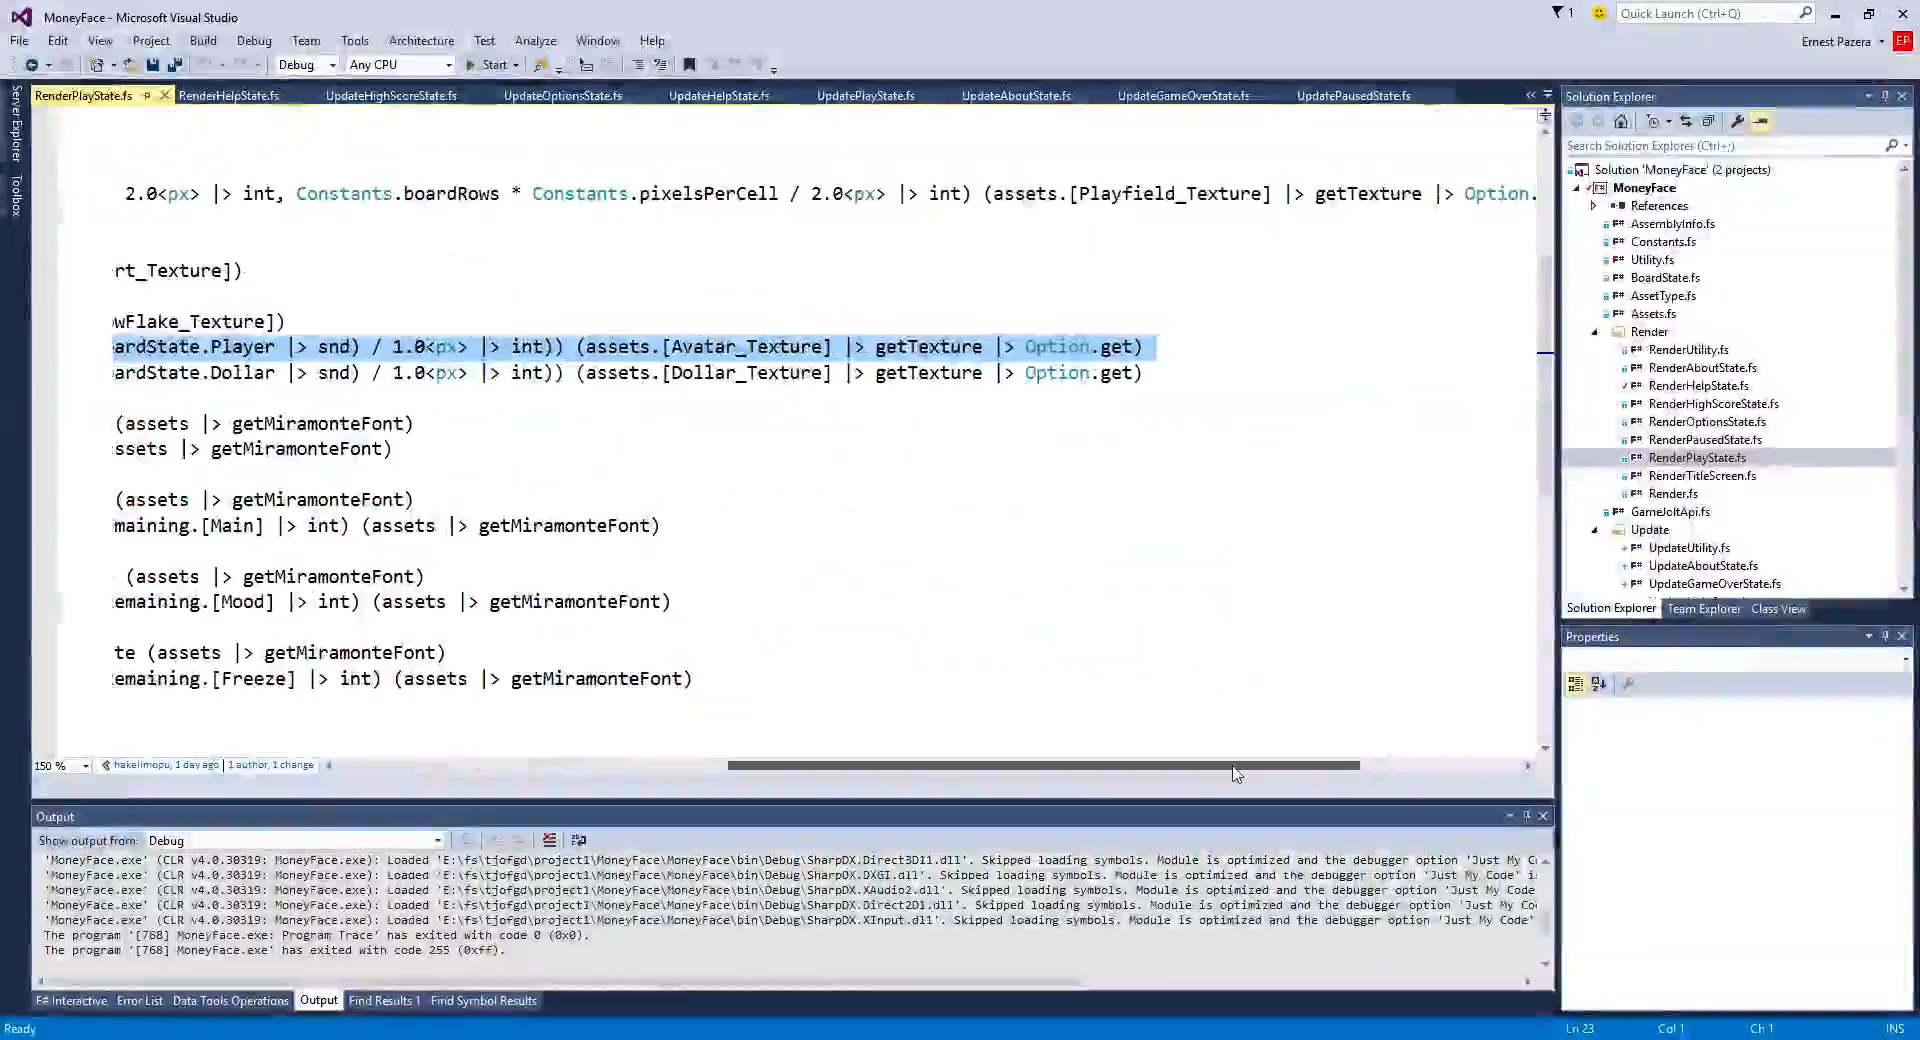 MoneyFace - Microsoft Visual Studio
1
Quick Launch (Ctrl+Q)
File Edit View Project Build Debug Team Tools Architecture Test Analyze Window Help
Ernest Pazera
EP
Debug Any CPU Start
RenderPlayState.fs RenderHelpState.fs UpdateHighScoreState.fs UpdateOptionsState.fs UpdateHelpState.fs UpdatePlayState.fs UpdateAboutState.fs UpdateGameOverState.fs UpdatePausedState.fs
Server Explorer
Toolbox
2.0<px> |> int, Constants.boardRows * Constants.pixelsPerCell / 2.0<px> |> int) (assets.[Playfield_Texture] |> getTexture |> Option.
rt_Texture])
owFlake_Texture])
ardState.Player |> snd) / 1.0<px> |> int)) (assets.[Avatar_Texture] |> getTexture |> Option.get)
ardState.Dollar |> snd) / 1.0<px> |> int)) (assets.[Dollar_Texture] |> getTexture |> Option.get)
(assets |> getMiramonteFont)
ssets |> getMiramonteFont)
(assets |> getMiramonteFont)
maining.[Main] |> int) (assets |> getMiramonteFont)
(assets |> getMiramonteFont)
emaining.[Mood] |> int) (assets |> getMiramonteFont)
te (assets |> getMiramonteFont)
emaining.[Freeze] |> int) (assets |> getMiramonteFont)
150 %
hakelimopu, 1 day ago | 1 author, 1 change
Output
Show output from: Debug
'MoneyFace.exe' (CLR v4.0.30319: MoneyFace.exe): Loaded 'E:\fs\tjofgd\project1\MoneyFace\MoneyFace\bin\Debug\SharpDX.Direct3D11.dll'. Skipped loading symbols. Module is optimized and the debugger option 'Just My C
'MoneyFace.exe' (CLR v4.0.30319: MoneyFace.exe): Loaded 'E:\fs\tjofgd\project1\MoneyFace\MoneyFace\bin\Debug\SharpDX.DXGI.dll'. Skipped loading symbols. Module is optimized and the debugger option 'Just My Code' i
'MoneyFace.exe' (CLR v4.0.30319: MoneyFace.exe): Loaded 'E:\fs\tjofgd\project1\MoneyFace\MoneyFace\bin\Debug\SharpDX.XAudio2.dll'. Skipped loading symbols. Module is optimized and the debugger option 'Just My Code
'MoneyFace.exe' (CLR v4.0.30319: MoneyFace.exe): Loaded 'E:\fs\tjofgd\project1\MoneyFace\MoneyFace\bin\Debug\SharpDX.Direct2D1.dll'. Skipped loading symbols. Module is optimized and the debugger option 'Just My Co
'MoneyFace.exe' (CLR v4.0.30319: MoneyFace.exe): Loaded 'E:\fs\tjofgd\project1\MoneyFace\MoneyFace\bin\Debug\SharpDX.XInput.dll'. Skipped loading symbols. Module is optimized and the debugger option 'Just My Code'
The program '[768] MoneyFace.exe: Program Trace' has exited with code 0 (0x0).
The program '[768] MoneyFace.exe' has exited with code 255 (0xff).
F# Interactive Error List Data Tools Operations Output Find Results 1 Find Symbol Results
Solution Explorer
Search Solution Explorer (Ctrl+;)
Solution 'MoneyFace' (2 projects)
MoneyFace
References
AssemblyInfo.fs
Constants.fs
Utility.fs
BoardState.fs
AssetType.fs
Assets.fs
Render
RenderUtility.fs
RenderAboutState.fs
RenderHelpState.fs
RenderHighScoreState.fs
RenderOptionsState.fs
RenderPausedState.fs
RenderPlayState.fs
RenderTitleScreen.fs
Render.fs
GameJoltApi.fs
Update
UpdateUtility.fs
UpdateAboutState.fs
UpdateGameOverState.fs
Solution Explorer Team Explorer Class View
Properties
Ready Ln 23 Col 1 Ch 1 INS